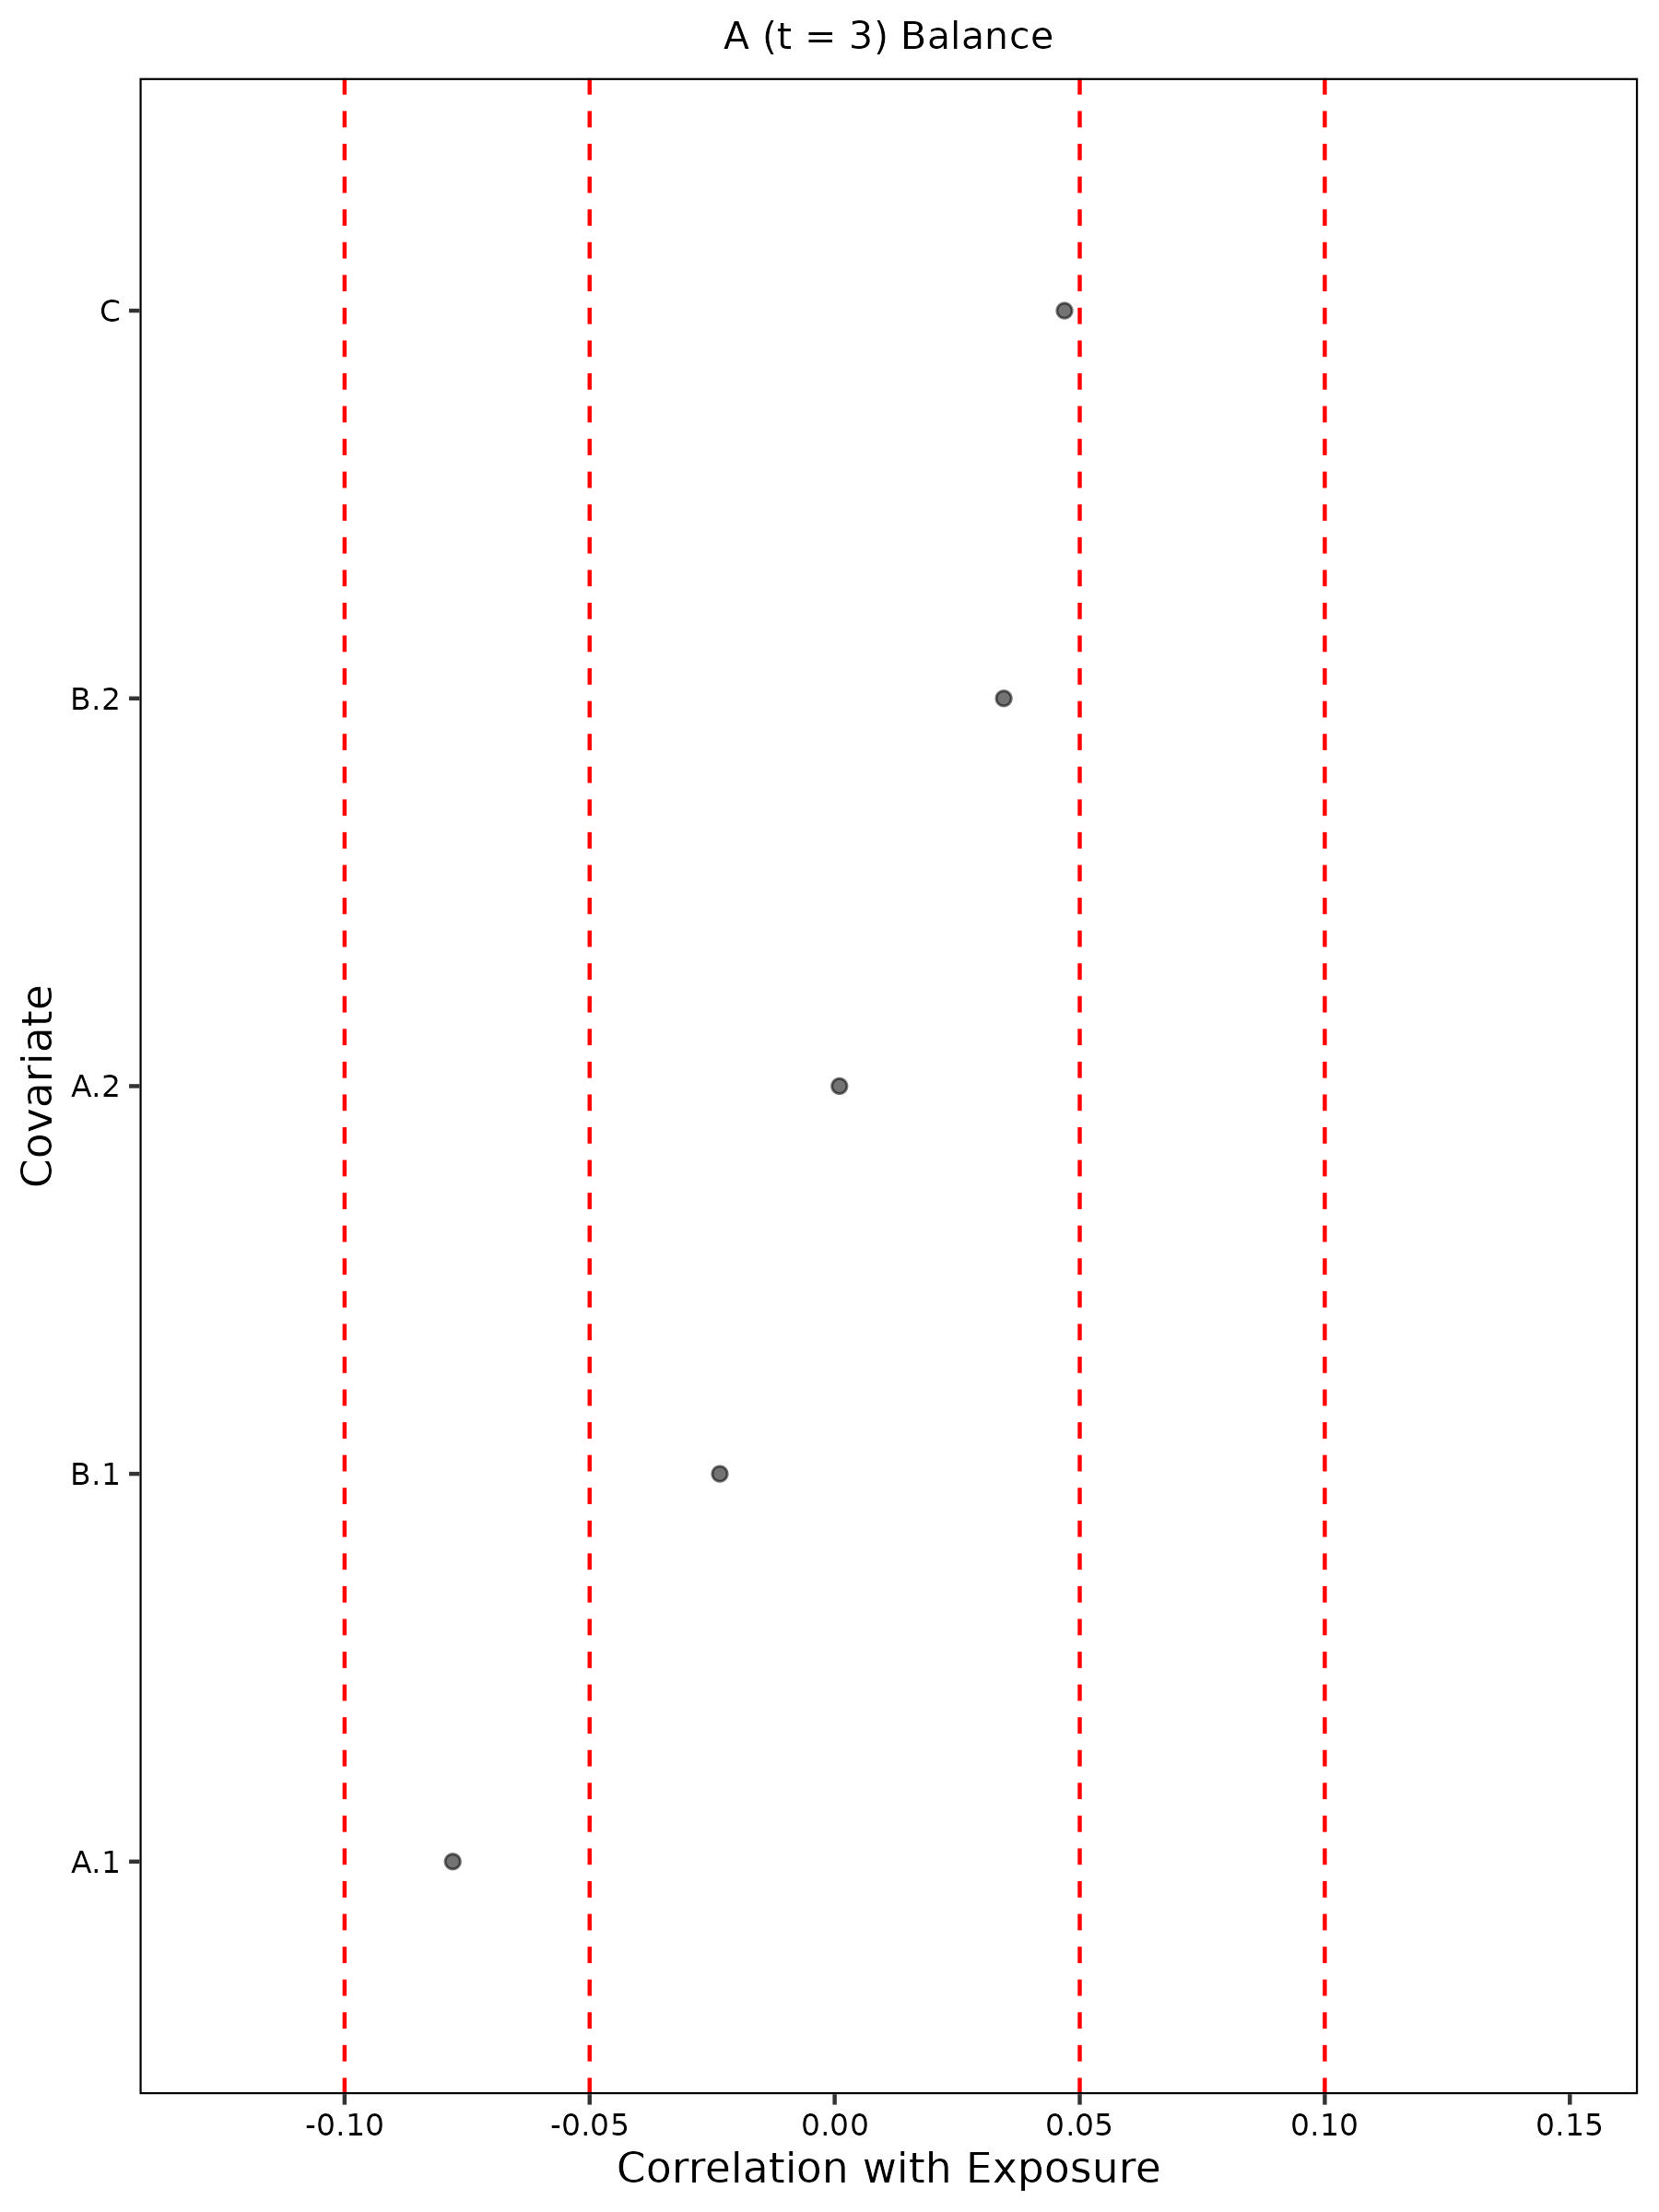 A (t = 3) Balance
C
B.2
A.2
B.1
A.1
Covariate
-0.10
-0.05
0.00
0.05
0.10
0.15
Correlation with Exposure